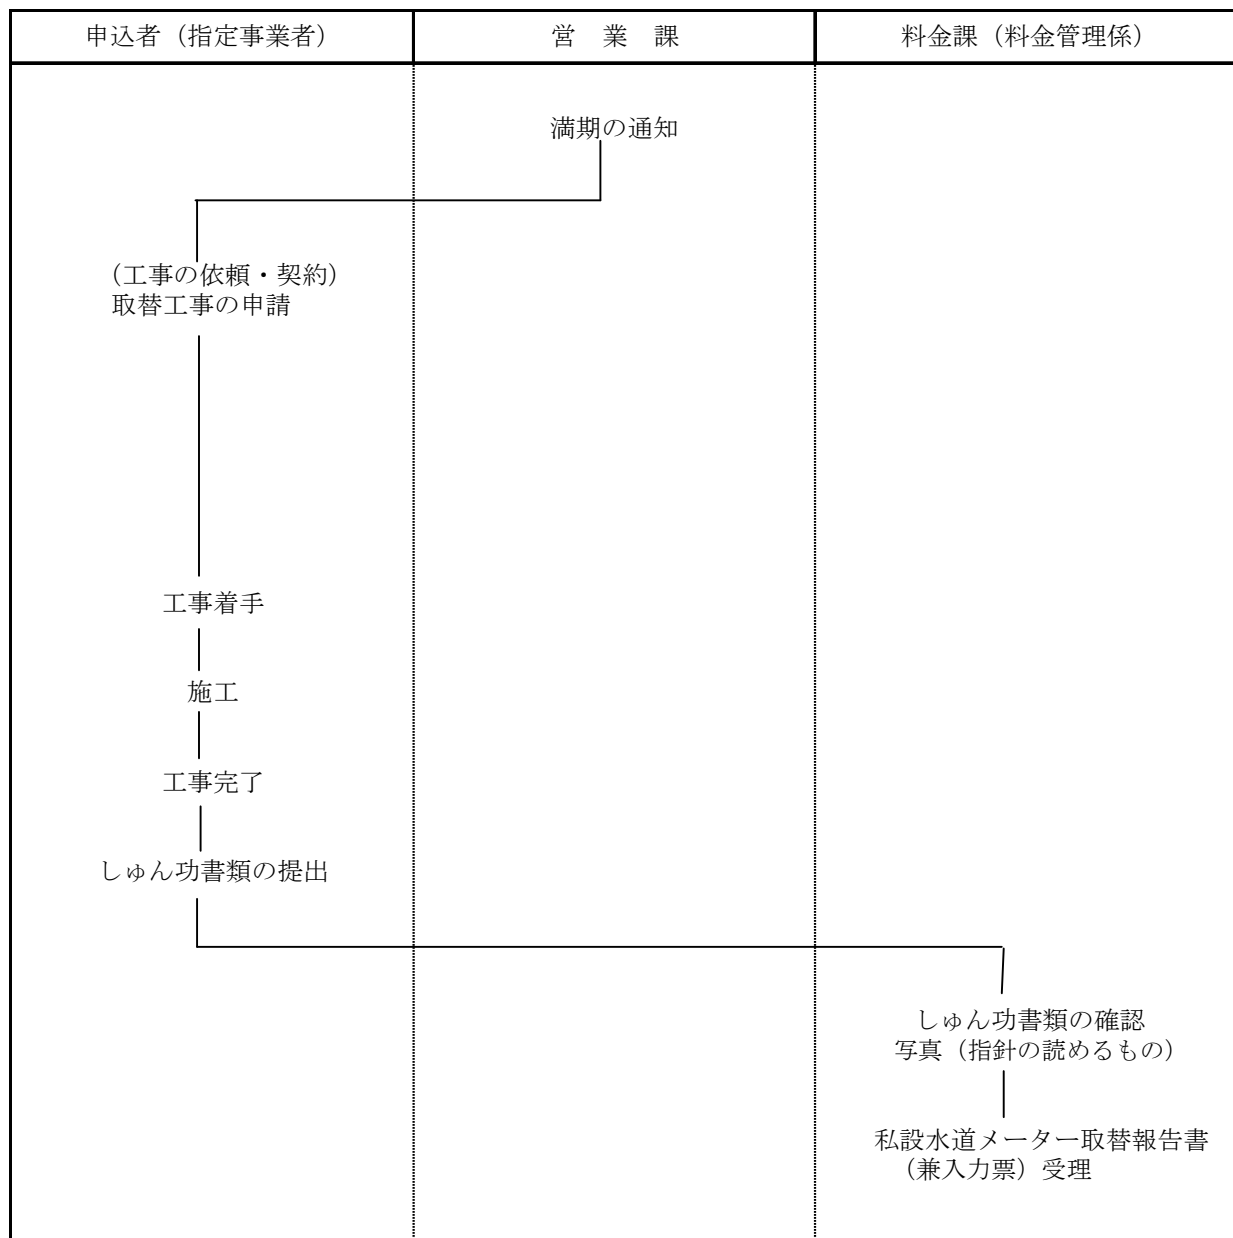 申込者（指定事業者）
営　業　課
料金課（料金管理係）
満期の通知
（工事の依頼・契約）
取替工事の申請
工事着手
施工
工事完了
しゅん功書類の提出
しゅん功書類の確認
写真（指針の読めるもの）
私設水道メーター取替報告書
（兼入力票）受理